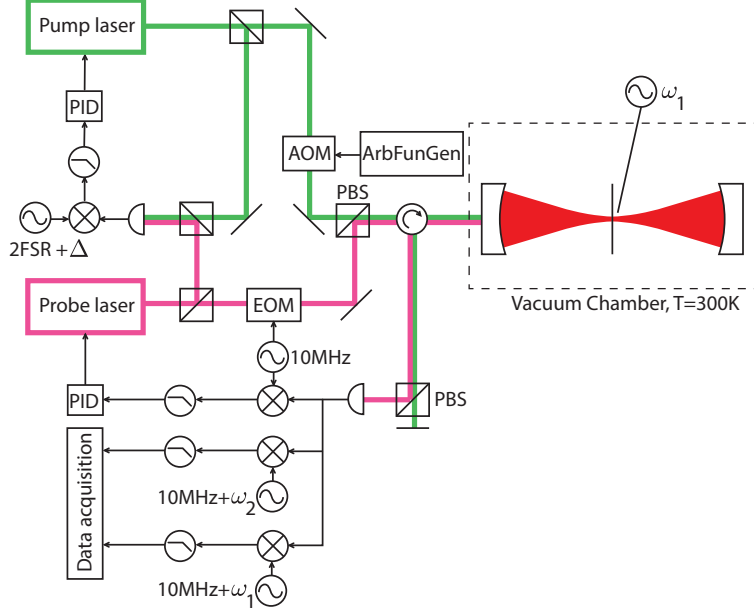 Pump laser
PID
ω₁
AOM
ArbFunGen
PBS
2FSR + Δ
Probe laser
EOM
Vacuum Chamber, T=300K
10MHz
PID
PBS
Data acquisition
10MHz+ω₂
10MHz+ω₁